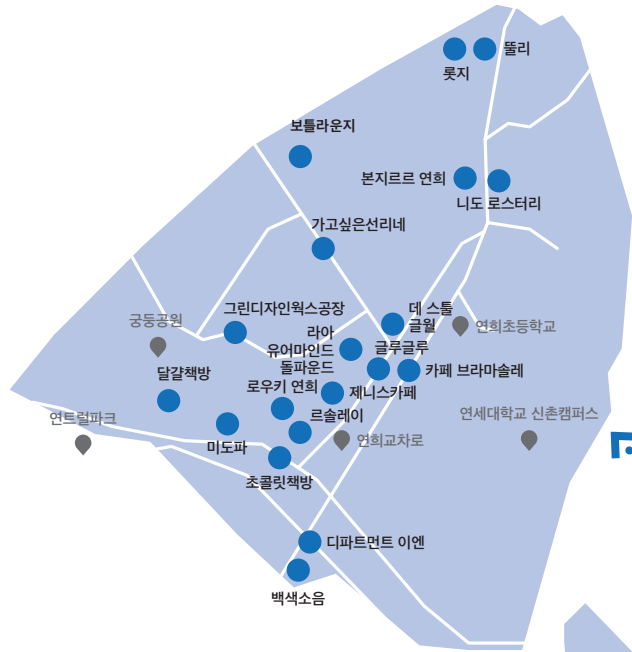 뚤리
롯지
보틀라운지
본지르르 연희
니도 로스터리
가고싶은선리네
그린디자인웍스공장
데 스툴
글월
궁둥공원
라아
유어마인드
연희초등학교
글루글루
돌파운드
달걀책방
카페 브라마솔레
로우키 연희
제니스카페
르솔레이
연세대학교 신촌캠퍼스
연트럴파크
연희교차로
미도파
초콜릿책방
디파트먼트 이엔
백색소음